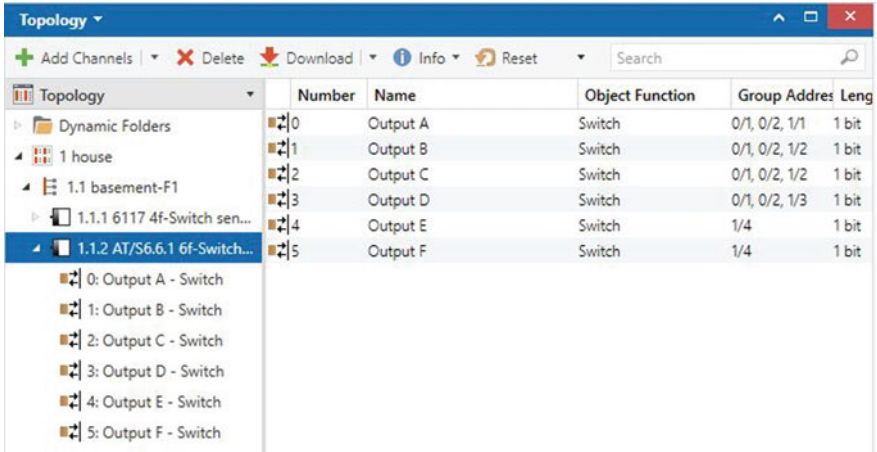 Topology
Add Channels Delete Download Info Reset Search
Topology Number Name Object Function Group Addres Leng
Dynamic Folders
1 house
1.1 basement-F1
1.1.1 6117 4f-Switch sen...
1.1.2 AT/S6.6.1 6f-Switch...
0: Output A - Switch
1: Output B - Switch
2: Output C - Switch
3: Output D - Switch
4: Output E - Switch
5: Output F - Switch
0 Output A Switch 0/1, 0/2, 1/1 1 bit
1 Output B Switch 0/1, 0/2, 1/2 1 bit
2 Output C Switch 0/1, 0/2, 1/2 1 bit
3 Output D Switch 0/1, 0/2, 1/3 1 bit
4 Output E Switch 1/4 1 bit
5 Output F Switch 1/4 1 bit